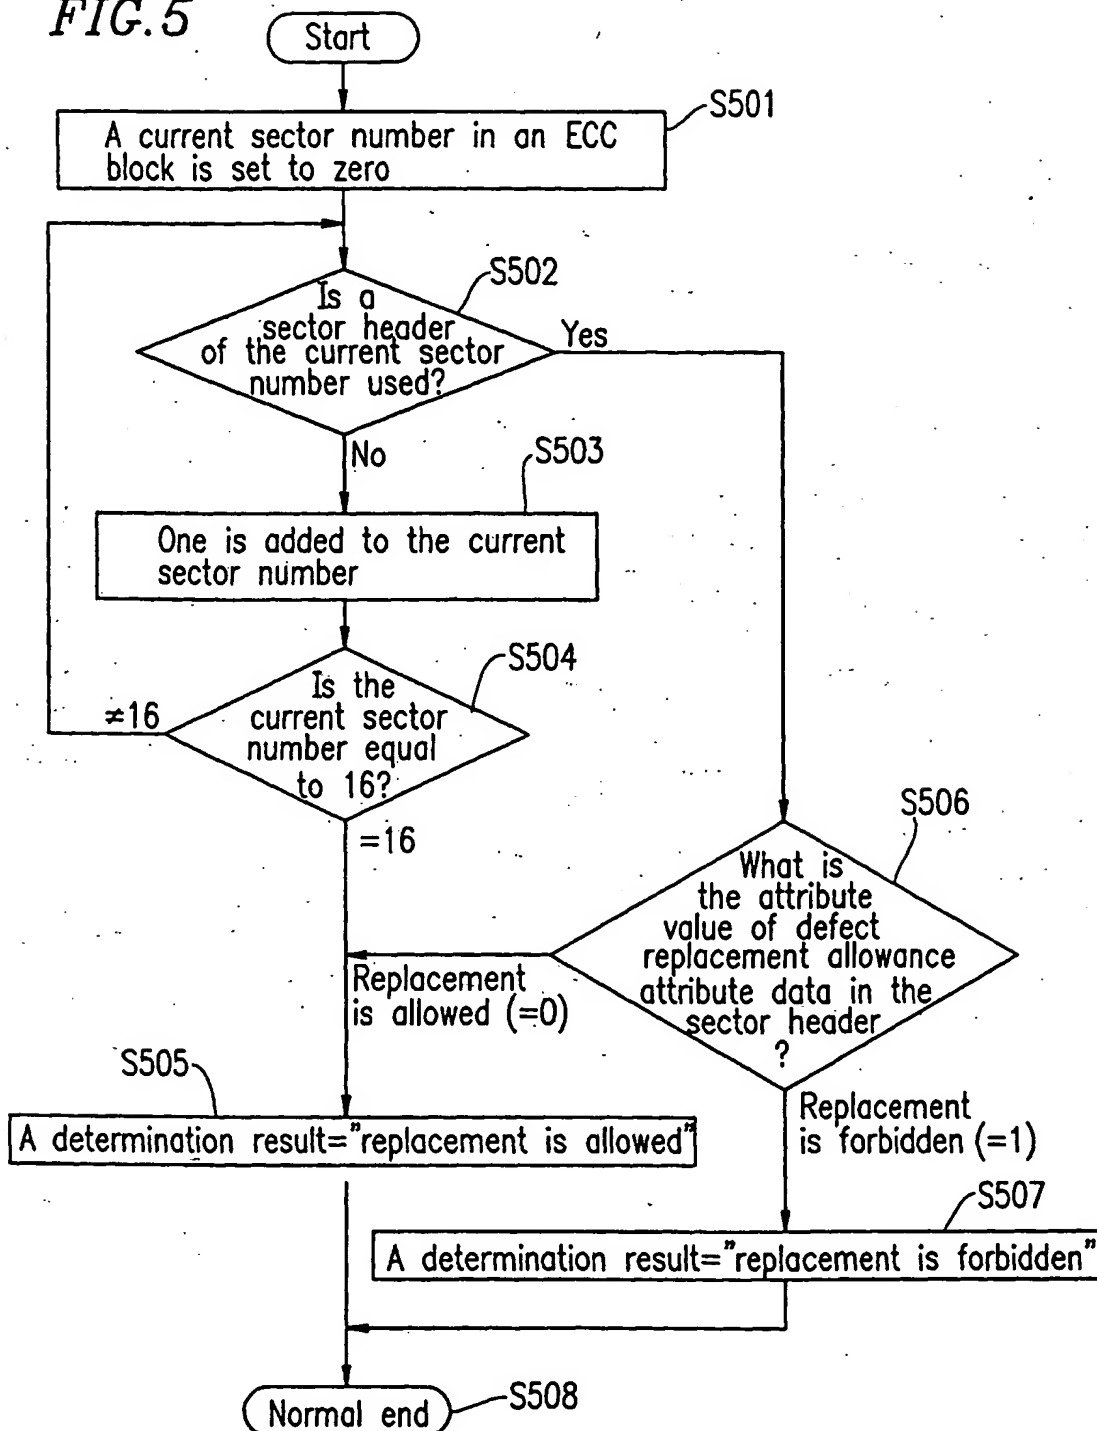 FIG.5
Start
S501
A current sector number in an ECC
block is set to zero
S502
Is a
sector header
of the current sector
number used?
Yes
No
S503
One is added to the current
sector number
S504
Is the
current sector
number equal
to 16?
≠16
=16
S506
What is
the attribute
value of defect
replacement allowance
attribute data in the
sector header
?
Replacement
is allowed (=0)
S505
A determination result="replacement is allowed"
Replacement
is forbidden (=1)
S507
A determination result="replacement is forbidden"
S508
Normal end